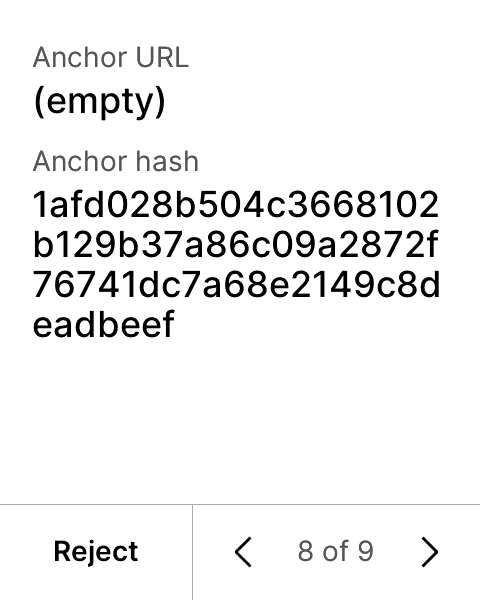 Anchor URL
(empty)
Anchor hash
1afd028b504c3668102
b129b37a86c09a2872f
76741dc7a68e2149c8d
eadbeef
Reject
8 of 9